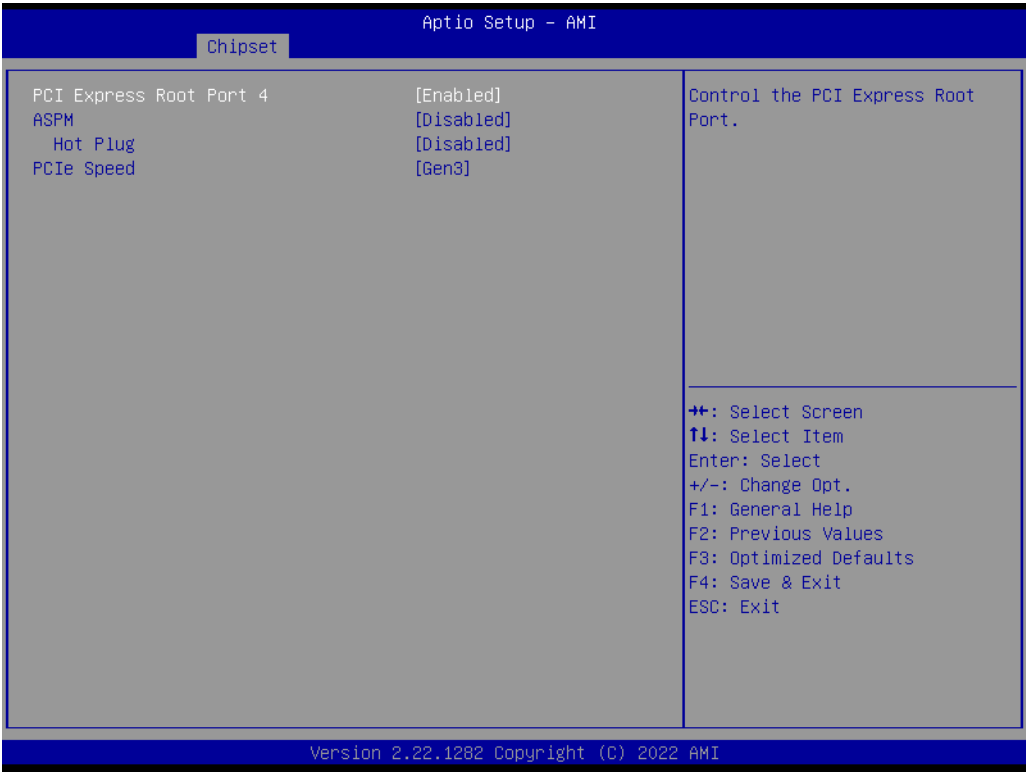 Aptio Setup – AMI
Chipset
PCI Express Root Port 4 [Enabled]
ASPM [Disabled]
Hot Plug [Disabled]
PCIe Speed [Gen3]
Control the PCI Express Root
Port.
→←: Select Screen
↑↓: Select Item
Enter: Select
+/-: Change Opt.
F1: General Help
F2: Previous Values
F3: Optimized Defaults
F4: Save & Exit
ESC: Exit
Version 2.22.1282 Copyright (C) 2022 AMI